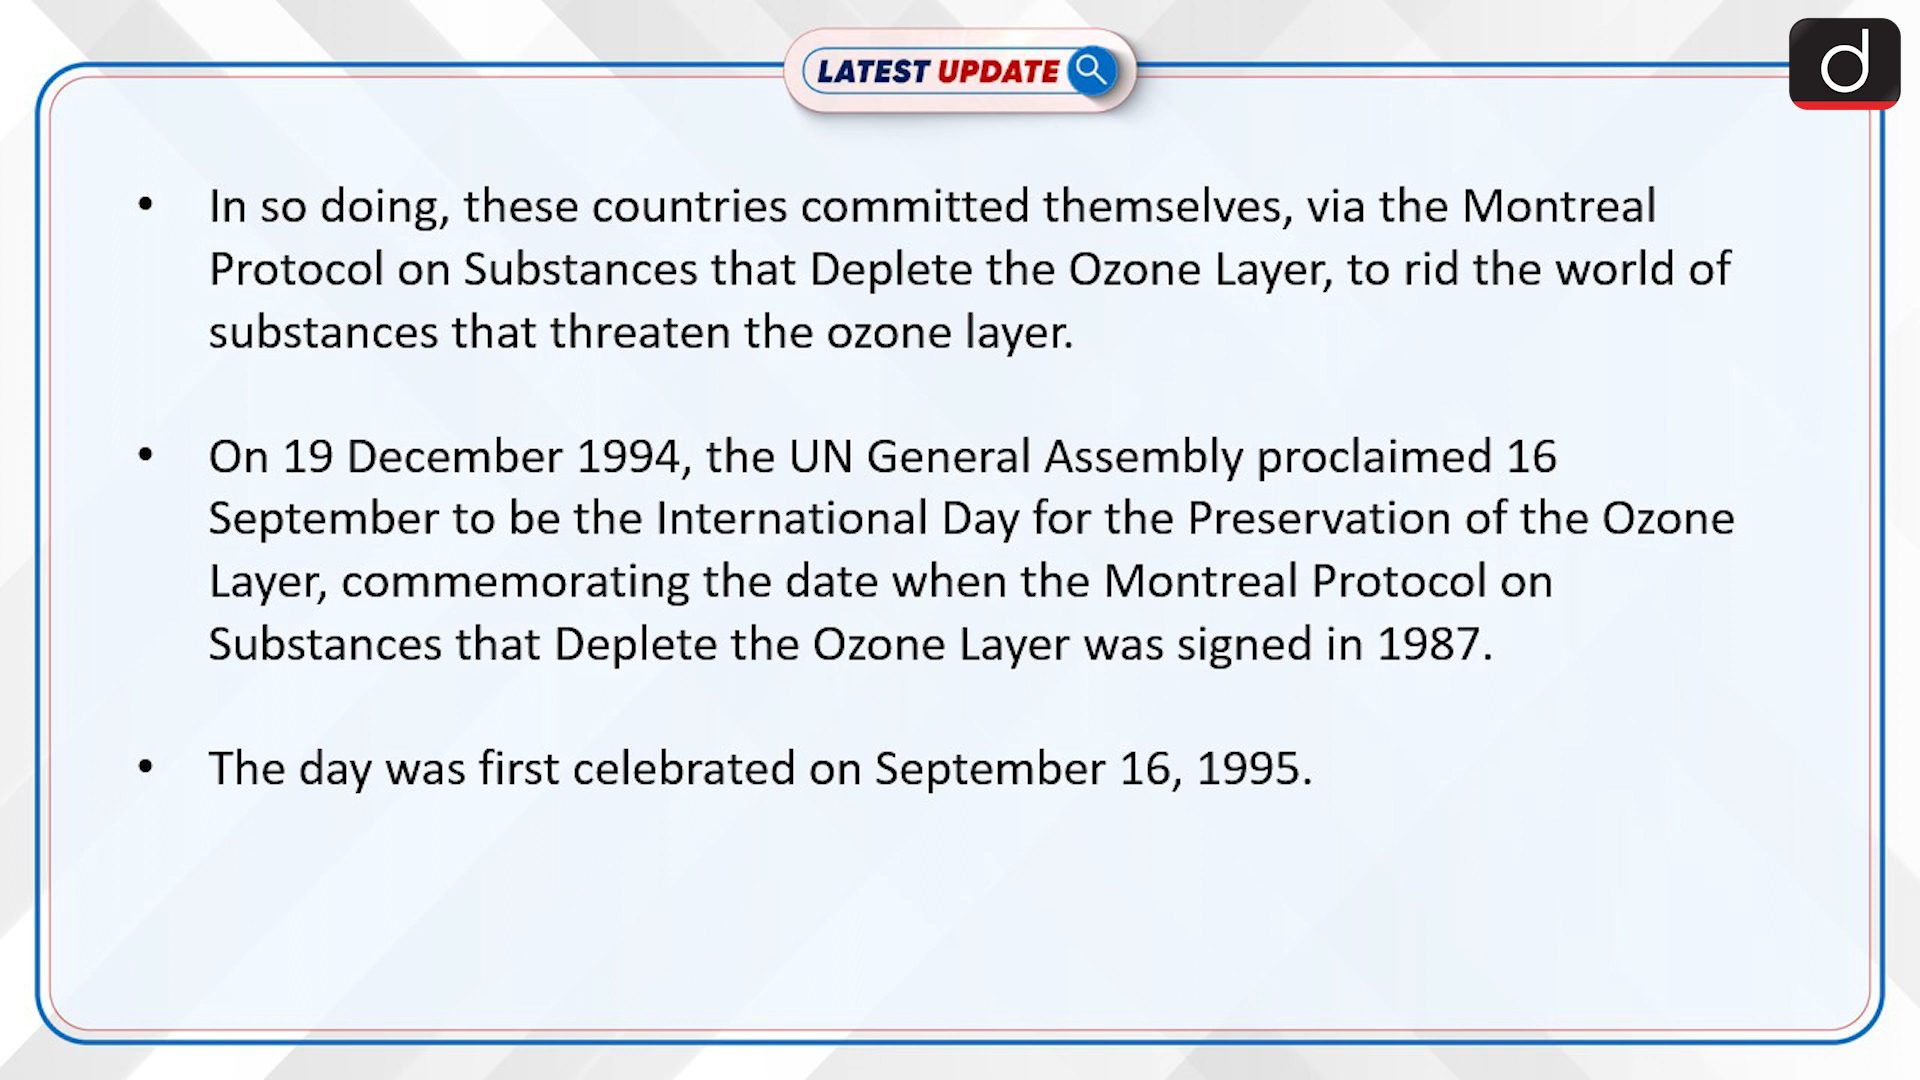 LATEST UPDATE
d
• In so doing, these countries committed themselves, via the Montreal
Protocol on Substances that Deplete the Ozone Layer, to rid the world of
substances that threaten the ozone layer.
• On 19 December 1994, the UN General Assembly proclaimed 16
September to be the International Day for the Preservation of the Ozone
Layer, commemorating the date when the Montreal Protocol on
Substances that Deplete the Ozone Layer was signed in 1987.
• The day was first celebrated on September 16, 1995.